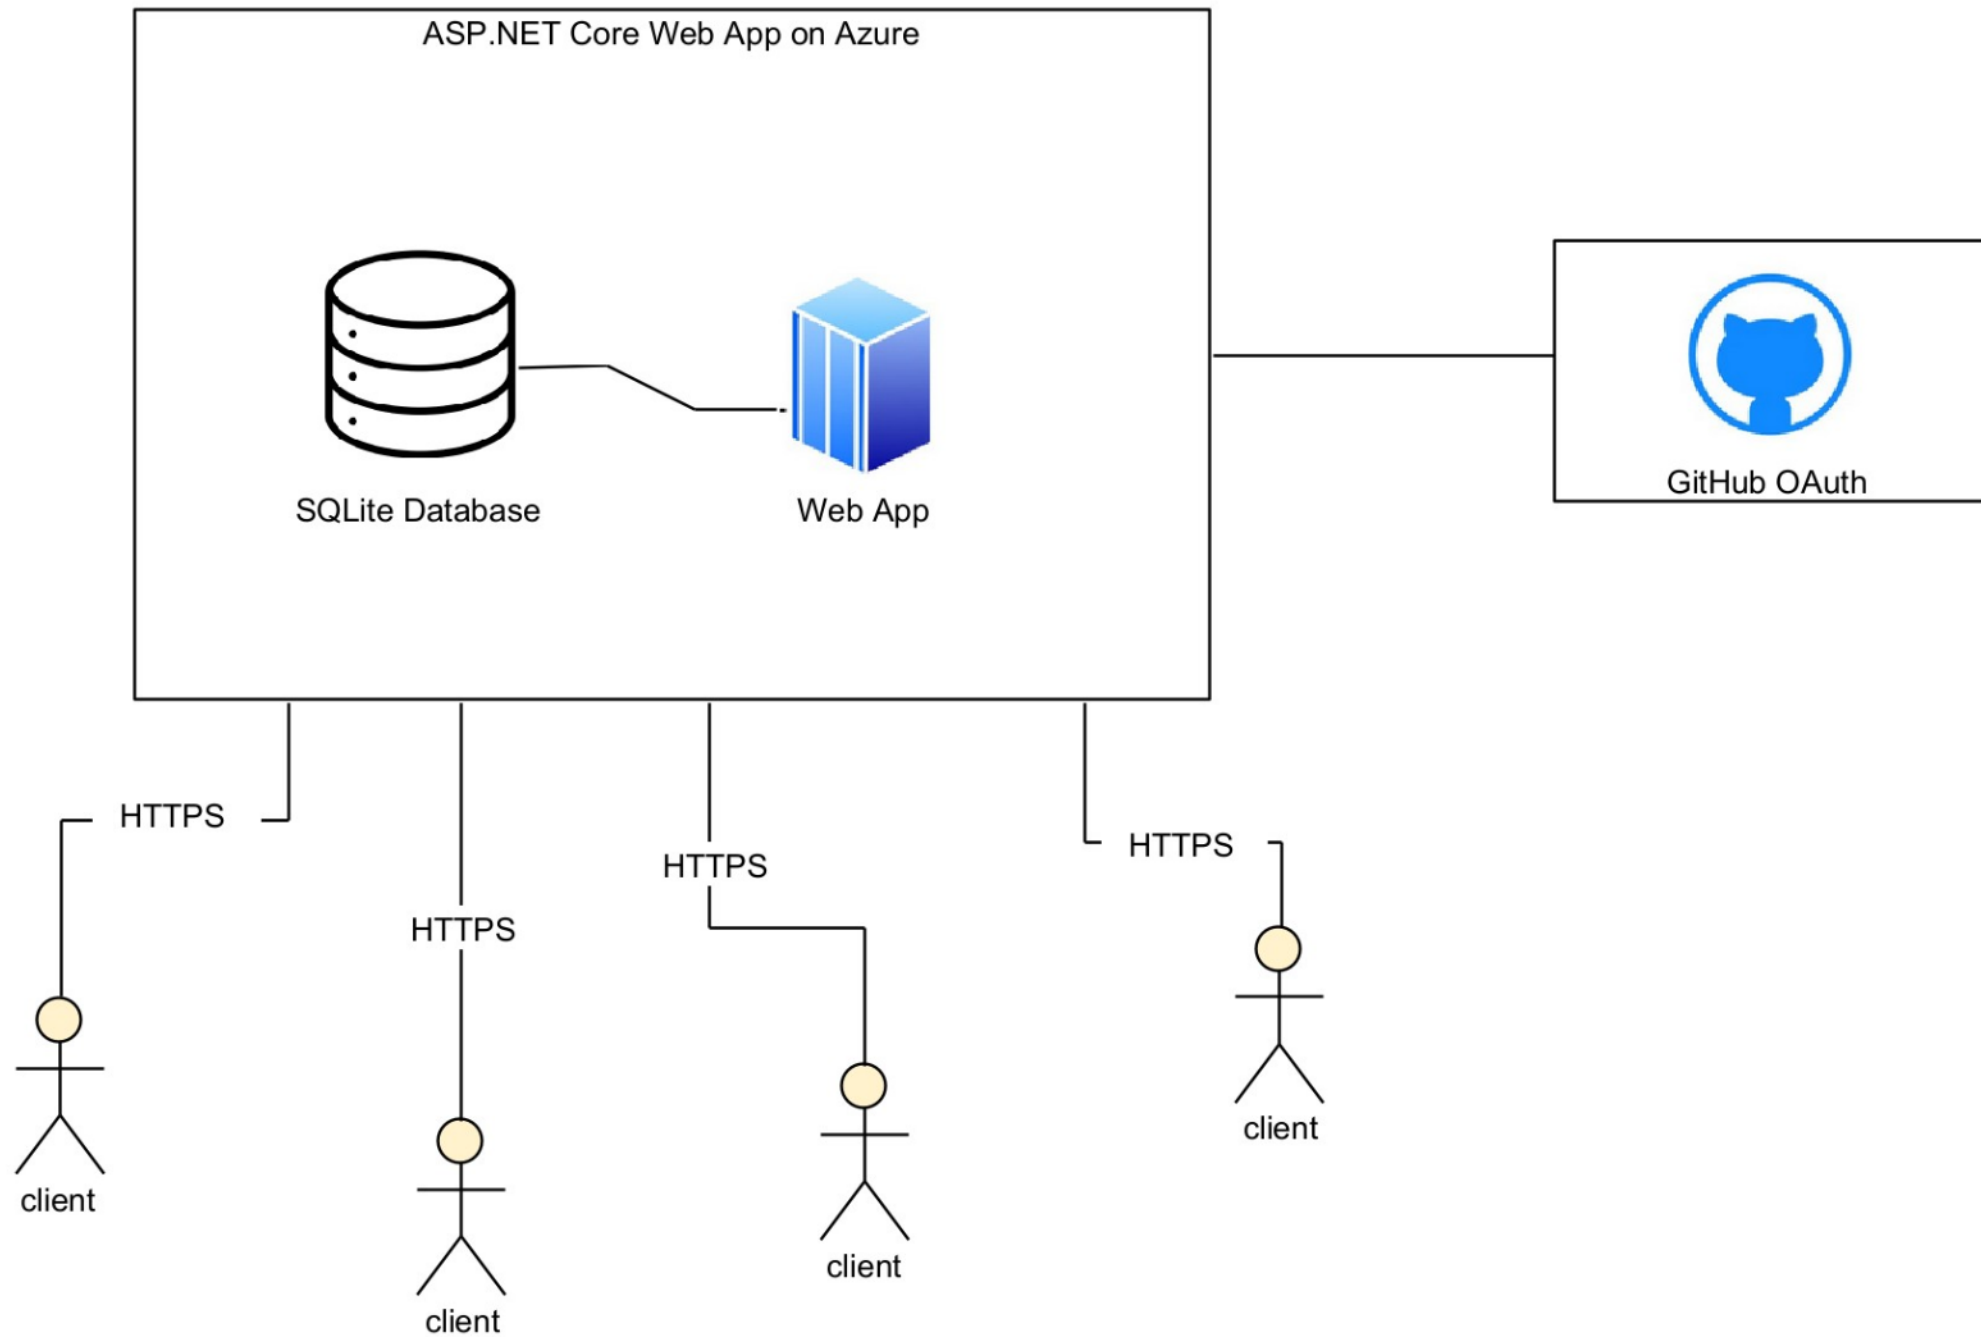 ASP.NET Core Web App on Azure
SQLite Database
Web App
GitHub OAuth
HTTPS
HTTPS
HTTPS
HTTPS
client
client
client
client